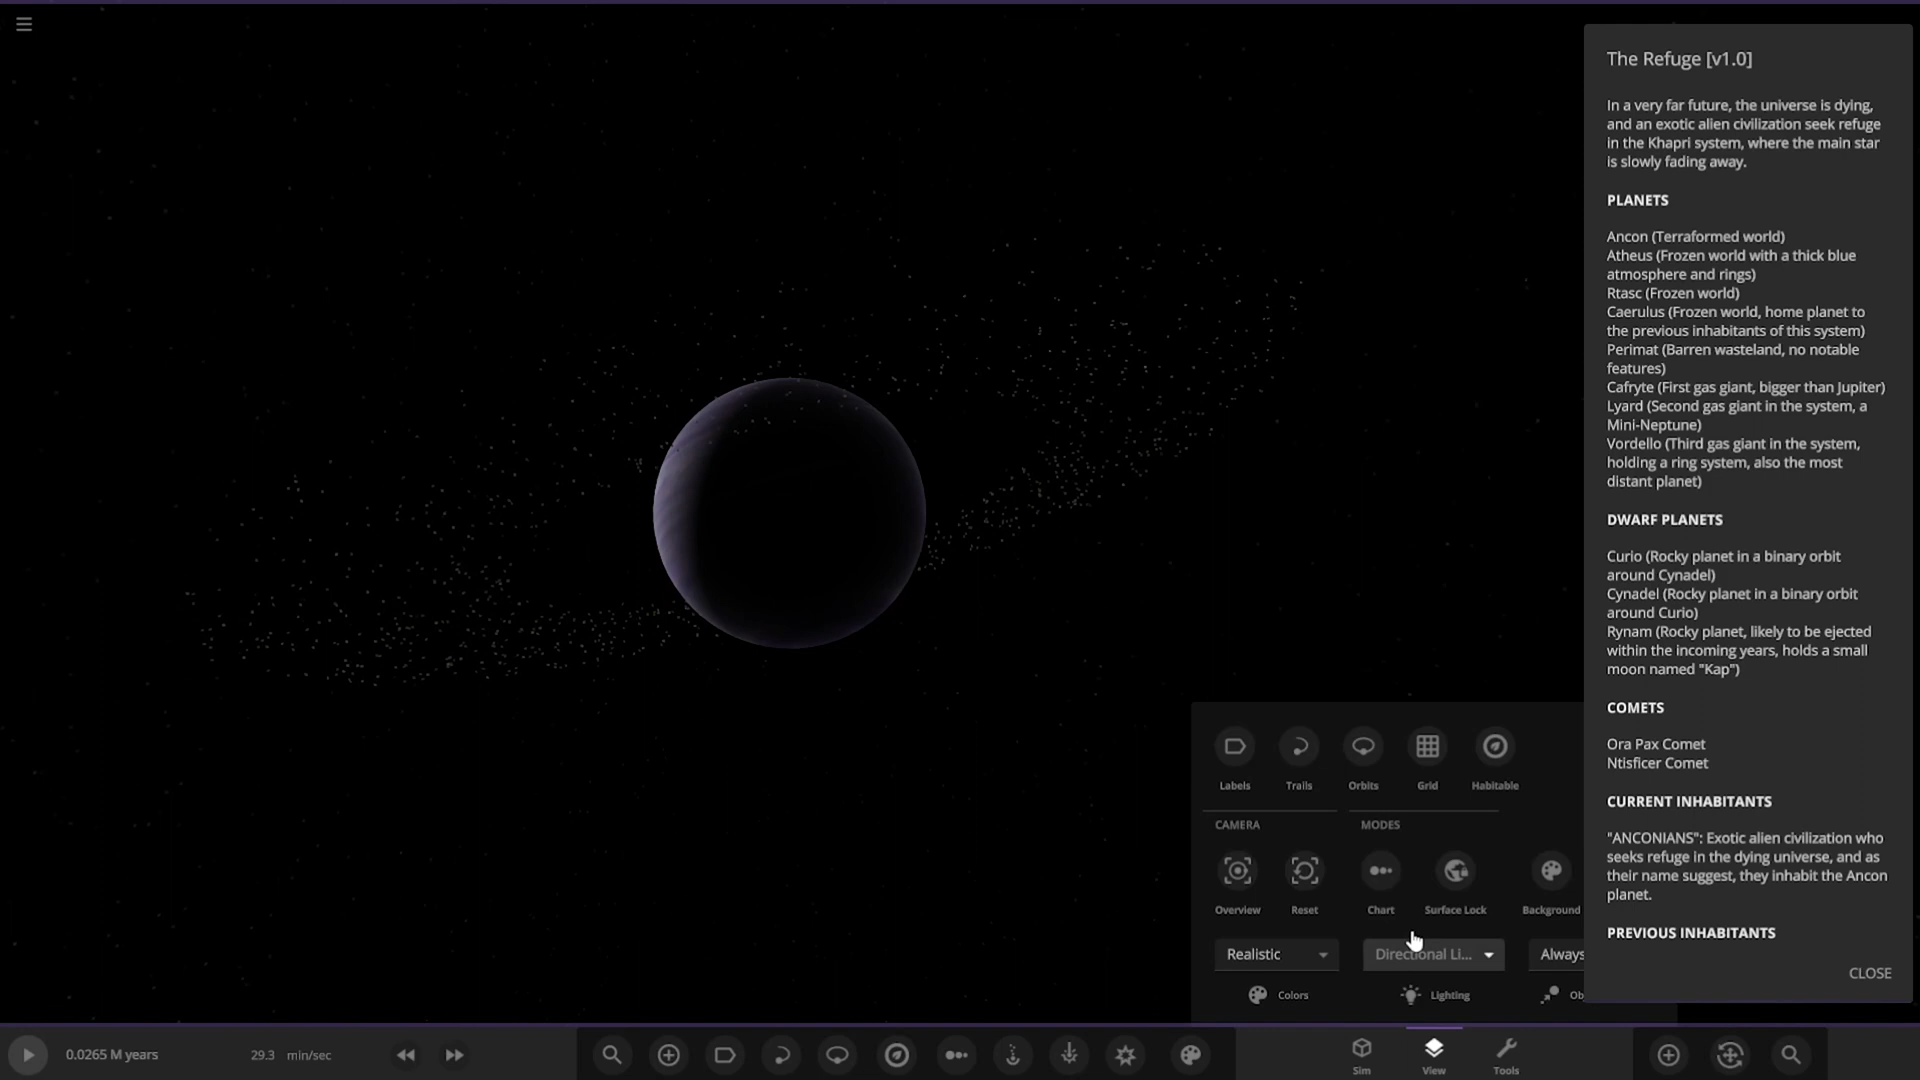 The Refuge [v1.0]
In a very far future, the universe is dying,
and an exotic alien civilization seek refuge
in the Khapri system, where the main star
is slowly fading away.
PLANETS
Ancon (Terraformed world)
Atheus (Frozen world with a thick blue
atmosphere and rings)
Rtasc (Frozen world)
Caerulus (Frozen world, home planet to
the previous inhabitants of this system)
Perimat (Barren wasteland, no notable
features)
Cafryte (First gas giant, bigger than Jupiter)
Lyard (Second gas giant in the system, a
Mini-Neptune)
Vordello (Third gas giant in the system,
holding a ring system, also the most
distant planet)
DWARF PLANETS
Curio (Rocky planet in a binary orbit
around Cynadel)
Cynadel (Rocky planet in a binary orbit
around Curio)
Rynam (Rocky planet, likely to be ejected
within the incoming years, holds a small
moon named "Kap")
COMETS
Ora Pax Comet
Ntisficer Comet
CURRENT INHABITANTS
"ANCONIANS": Exotic alien civilization who
seeks refuge in the dying universe, and as
their name suggest, they inhabit the Ancon
planet.
PREVIOUS INHABITANTS
CLOSE
Labels Trails Orbits Grid Habitable
CAMERA MODES
Overview Reset Chart Surface Lock Background
Realistic Directional Li... Always
Colors Lighting Ob
0.0265 M years 29.3 min/sec
Sim View Tools